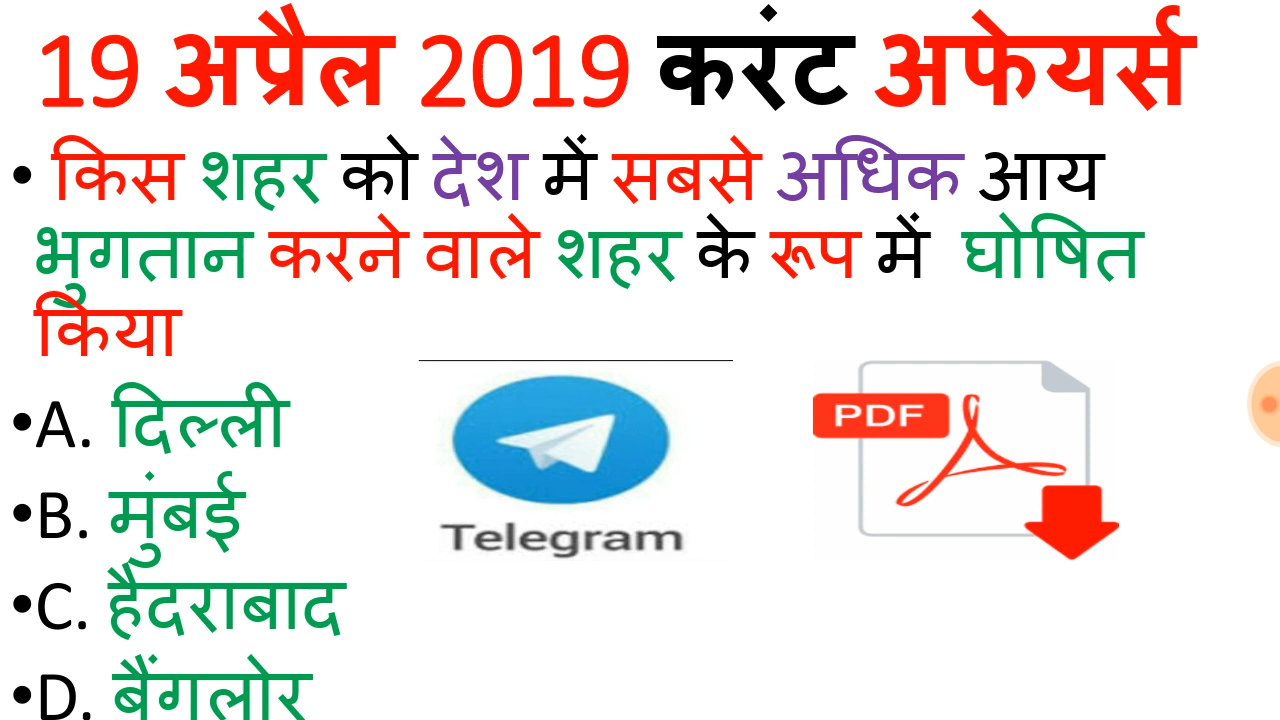 19 अप्रैल 2019 करंट अफेयर्स
• किस शहर को देश में सबसे अधिक आय
भुगतान करने वाले शहर के रूप में घोषित
किया
•A. दिल्ली
•B. मुंबई
•C. हैदराबाद
•D. बैंगलोर
Telegram
PDF